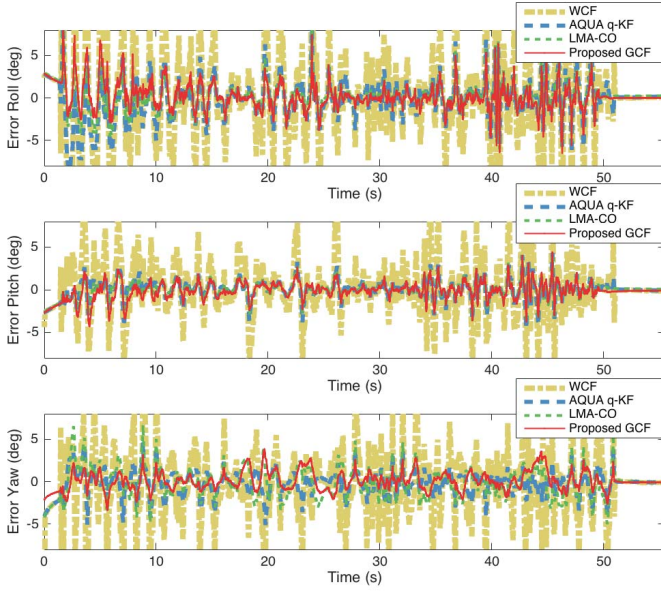 WCF
AQUA q-KF
LMA-CO
Proposed GCF
Error Roll (deg)
5
0
-5
0 10 20 30 40 50
Time (s)
WCF
AQUA q-KF
LMA-CO
Proposed GCF
Error Pitch (deg)
5
0
-5
0 10 20 30 40 50
Time (s)
WCF
AQUA q-KF
LMA-CO
Proposed GCF
Error Yaw (deg)
5
0
-5
0 10 20 30 40 50
Time (s)